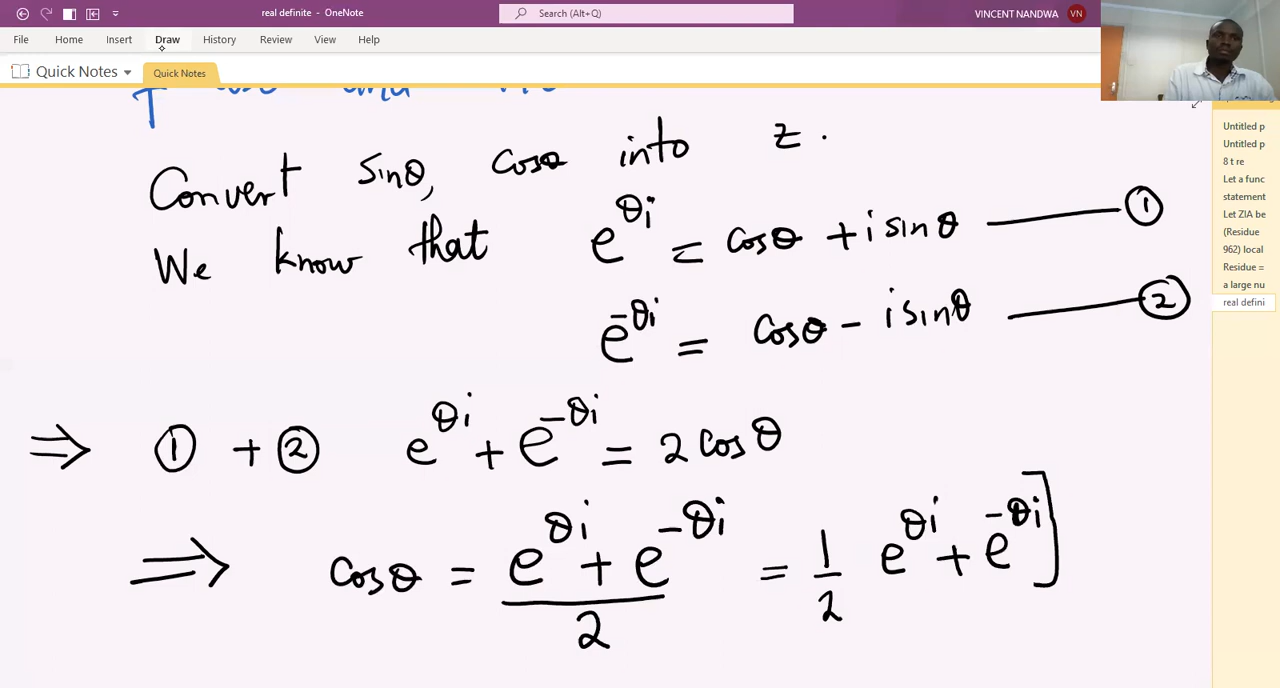 real definite - OneNote
Search (Alt+Q)
VINCENT NANDWA
VN
File Home Insert Draw History Review View Help
Quick Notes
Quick Notes
Convert sinθ, cosθ into z.
We know that e^{θi} = cosθ + i sinθ —— ①
e^{-θi} = cosθ - i sinθ —— ②
⇒ ① + ② e^{θi} + e^{-θi} = 2 cosθ
⇒ cosθ = (e^{θi} + e^{-θi})/2 = 1/2 e^{θi} + e^{-θi}]
Untitled p
Untitled p
8 t re
Let a func
statement
Let ZIA be
(Residue
962) local
Residue =
a large nu
real defini